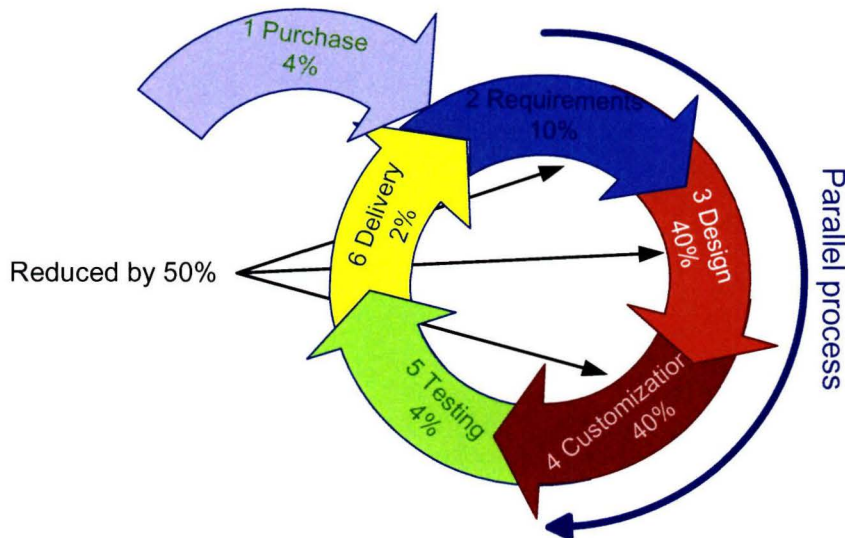 1 Purchase
4%
2 Requirements
10%
3 Design
40%
4 Customization
40%
5 Testing
4%
6 Delivery
2%
Reduced by 50%
Parallel process